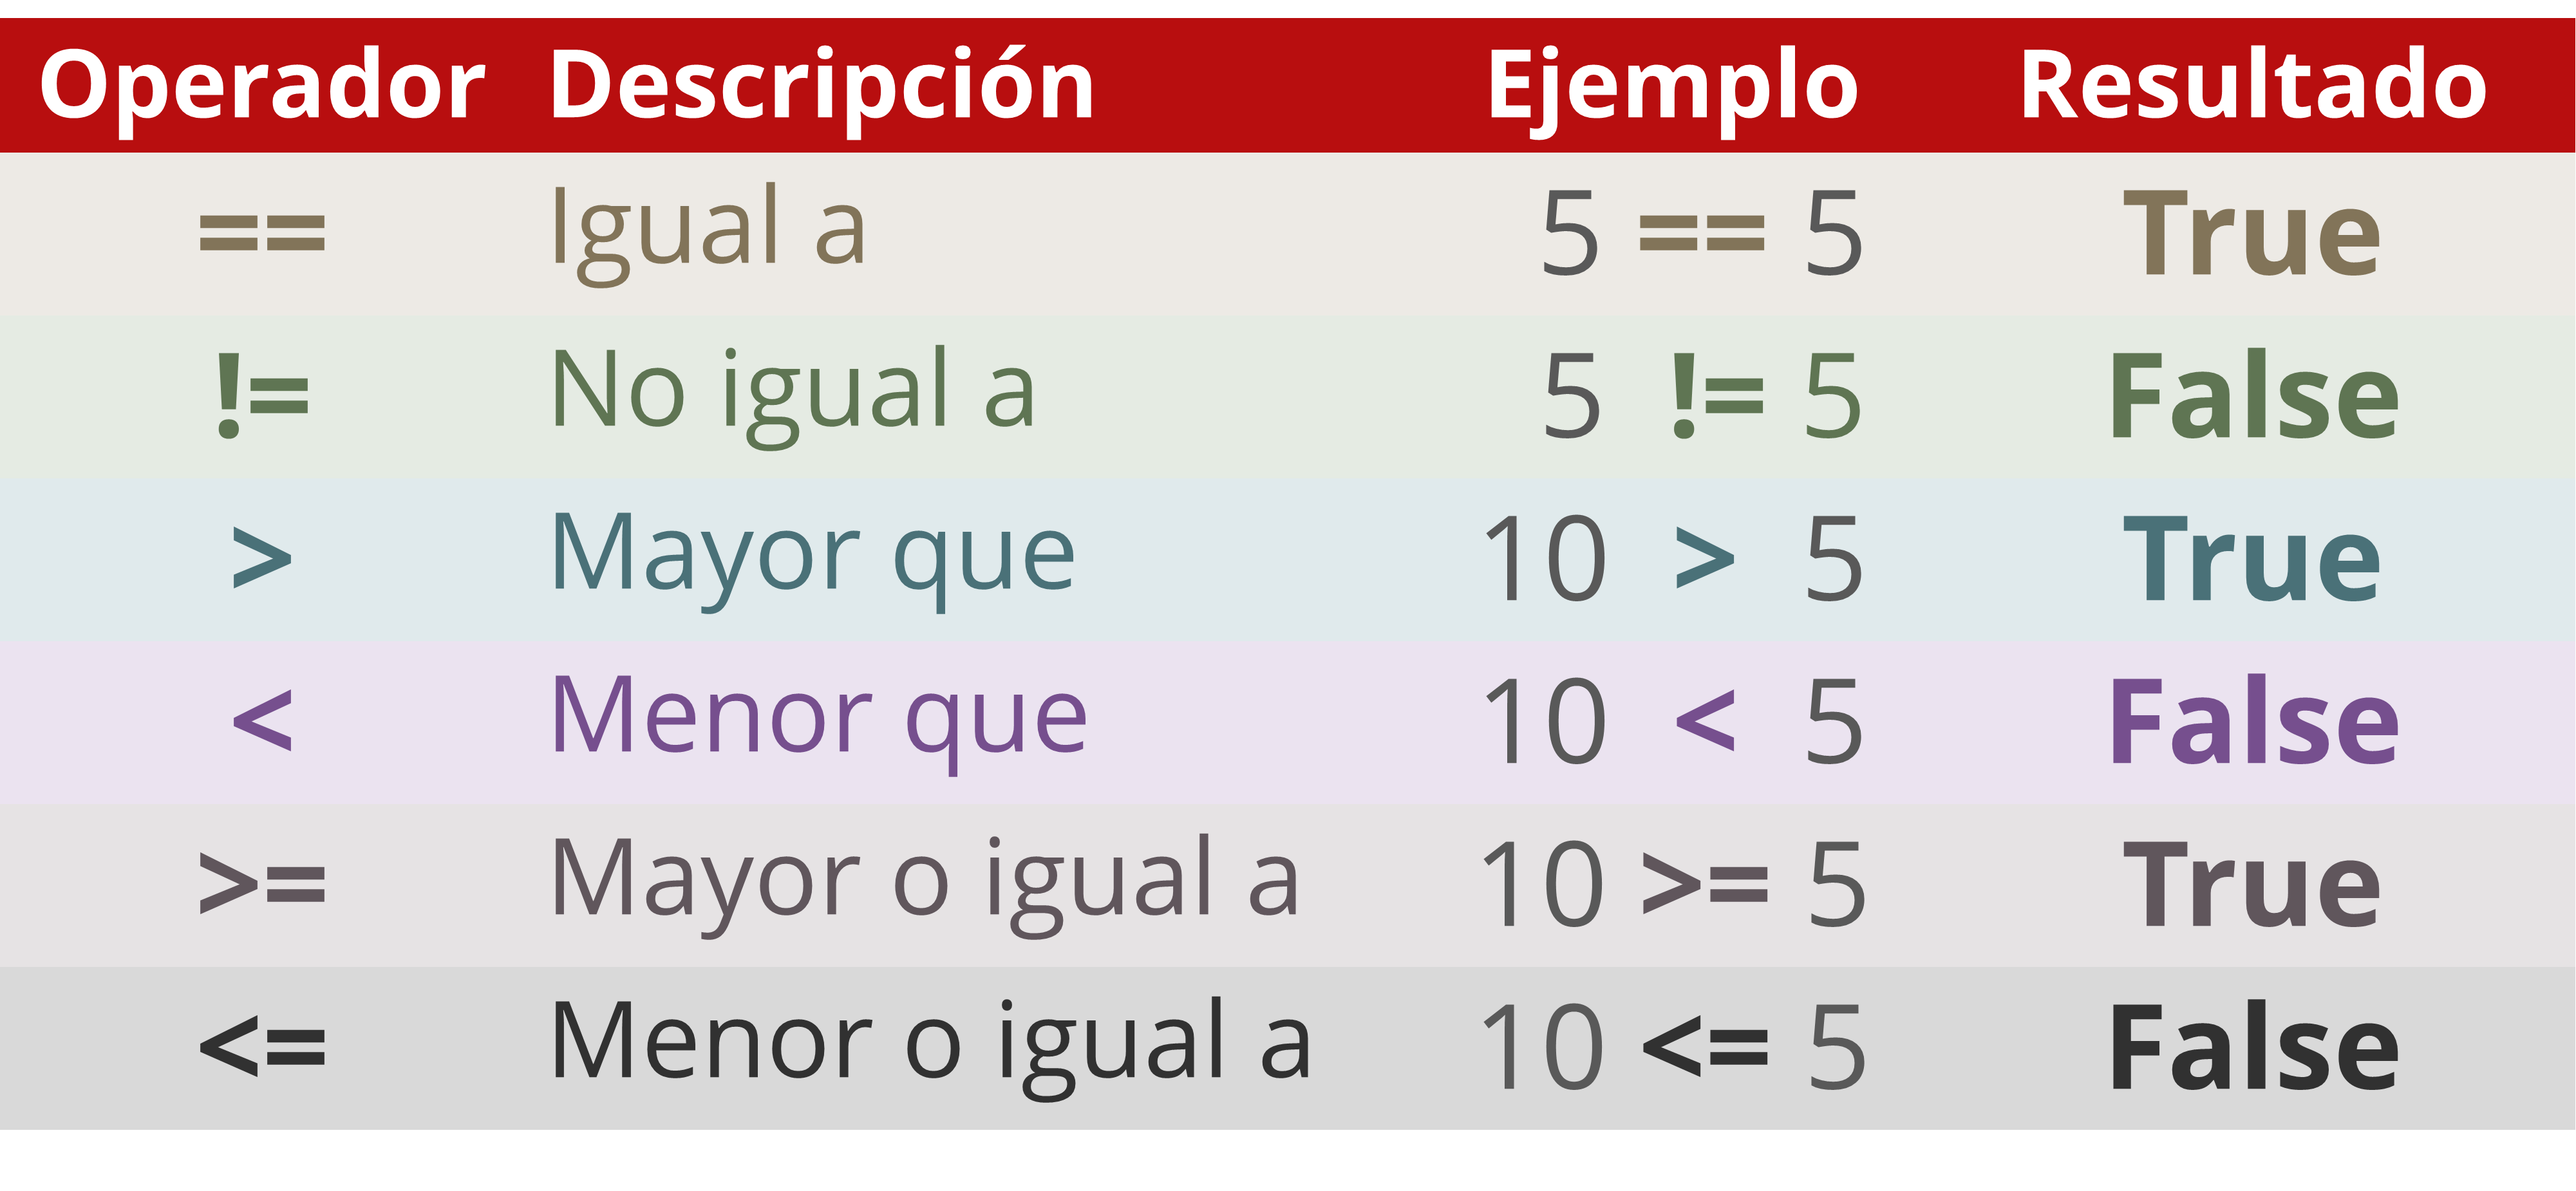 Operador Descripción Ejemplo Resultado
== Igual a 5 == 5 True
!= No igual a 5 != 5 False
> Mayor que 10 > 5 True
< Menor que 10 < 5 False
>= Mayor o igual a 10 >= 5 True
<= Menor o igual a 10 <= 5 False